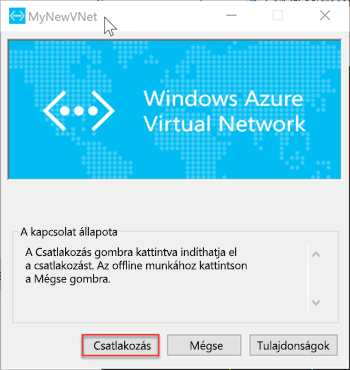 MyNewVNet
Windows Azure
Virtual Network
A kapcsolat állapota
A Csatlakozás gombra kattintva indíthatja el
a csatlakozást. Az offline munkához kattintson
a Mégse gombra.
Csatlakozás
Mégse
Tulajdonságok